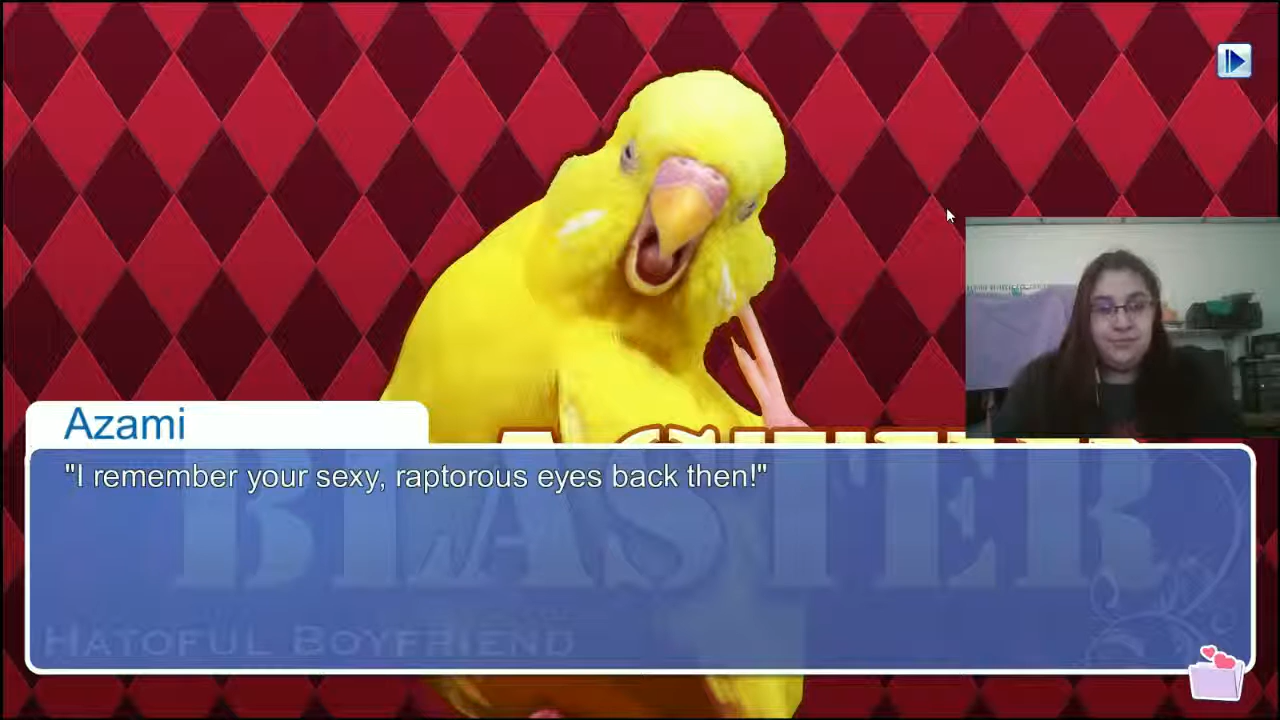 Azami
"I remember your sexy, raptorous eyes back then!"
BLASTER
HATOFUL BOYFRIEND